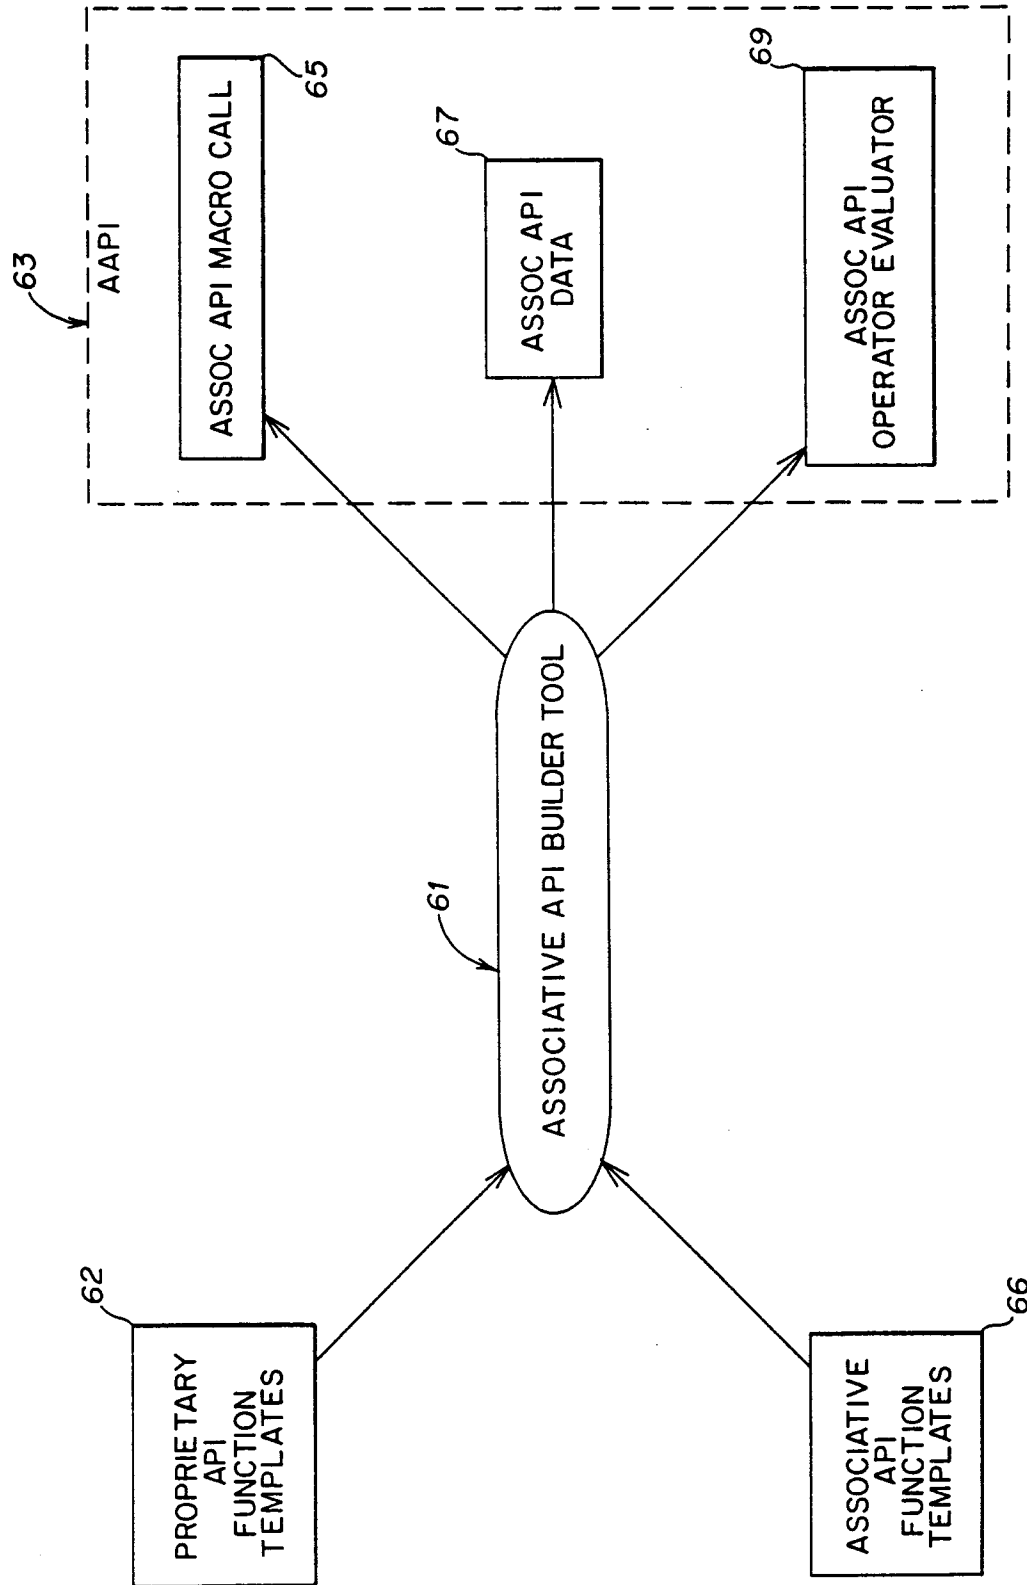 62
PROPRIETARY
API
FUNCTION
TEMPLATES
66
ASSOCIATIVE
API
FUNCTION
TEMPLATES
61
ASSOCIATIVE API BUILDER TOOL
63
AAPI
ASSOC API MACRO CALL
65
67
ASSOC API
DATA
69
ASSOC API
OPERATOR EVALUATOR